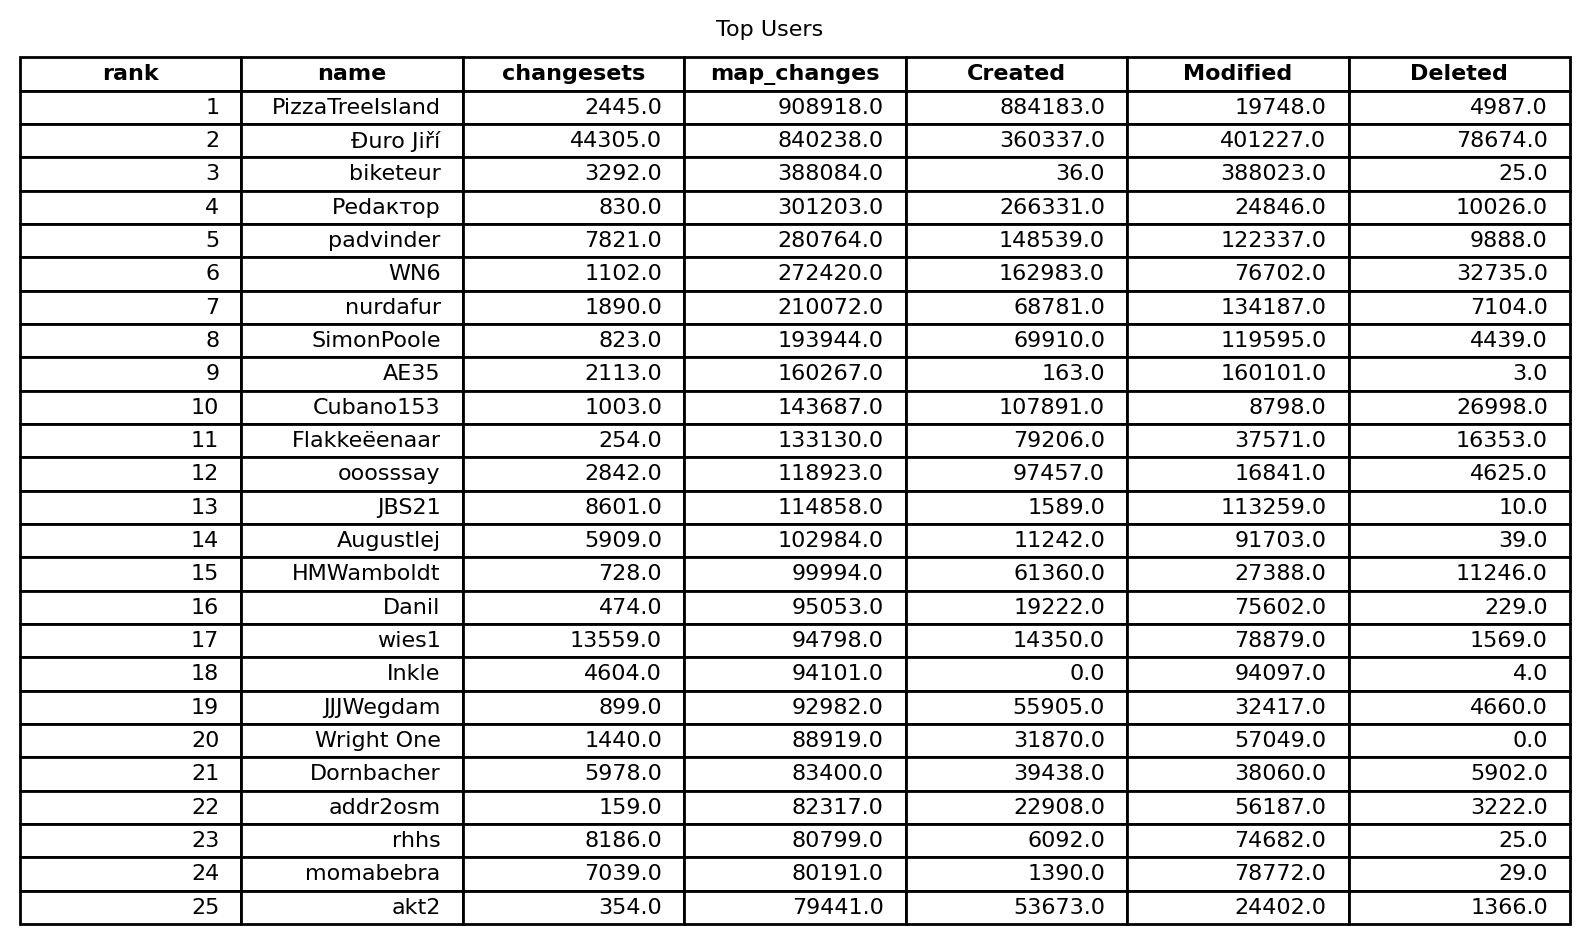 Top Users
rank name changesets map_changes Created Modified Deleted
1 PizzaTreeIsland 2445.0 908918.0 884183.0 19748.0 4987.0
2 Đuro Jiří 44305.0 840238.0 360337.0 401227.0 78674.0
3 biketeur 3292.0 388084.0 36.0 388023.0 25.0
4 Pedaктop 830.0 301203.0 266331.0 24846.0 10026.0
5 padvinder 7821.0 280764.0 148539.0 122337.0 9888.0
6 WN6 1102.0 272420.0 162983.0 76702.0 32735.0
7 nurdafur 1890.0 210072.0 68781.0 134187.0 7104.0
8 SimonPoole 823.0 193944.0 69910.0 119595.0 4439.0
9 AE35 2113.0 160267.0 163.0 160101.0 3.0
10 Cubano153 1003.0 143687.0 107891.0 8798.0 26998.0
11 Flakkeëenaar 254.0 133130.0 79206.0 37571.0 16353.0
12 ooosssay 2842.0 118923.0 97457.0 16841.0 4625.0
13 JBS21 8601.0 114858.0 1589.0 113259.0 10.0
14 Augustlej 5909.0 102984.0 11242.0 91703.0 39.0
15 HMWamboldt 728.0 99994.0 61360.0 27388.0 11246.0
16 Danil 474.0 95053.0 19222.0 75602.0 229.0
17 wies1 13559.0 94798.0 14350.0 78879.0 1569.0
18 Inkle 4604.0 94101.0 0.0 94097.0 4.0
19 JJJWegdam 899.0 92982.0 55905.0 32417.0 4660.0
20 Wright One 1440.0 88919.0 31870.0 57049.0 0.0
21 Dornbacher 5978.0 83400.0 39438.0 38060.0 5902.0
22 addr2osm 159.0 82317.0 22908.0 56187.0 3222.0
23 rhhs 8186.0 80799.0 6092.0 74682.0 25.0
24 momabebra 7039.0 80191.0 1390.0 78772.0 29.0
25 akt2 354.0 79441.0 53673.0 24402.0 1366.0